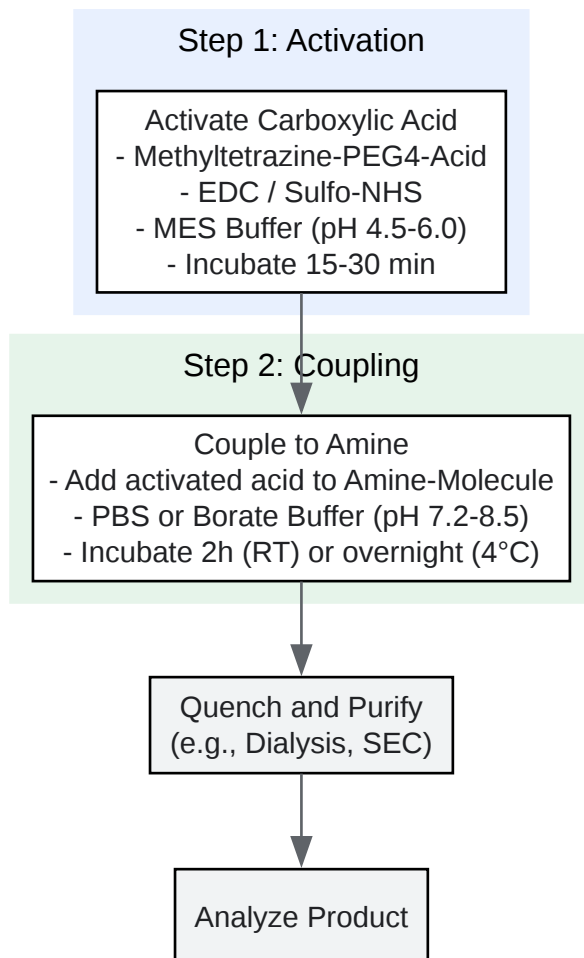 Step 1: Activation
Activate Carboxylic Acid
- Methyltetrazine-PEG4-Acid
- EDC / Sulfo-NHS
- MES Buffer (pH 4.5-6.0)
- Incubate 15-30 min
Step 2: Coupling
Couple to Amine
- Add activated acid to Amine-Molecule
- PBS or Borate Buffer (pH 7.2-8.5)
- Incubate 2h (RT) or overnight (4°C)
Quench and Purify
(e.g., Dialysis, SEC)
Analyze Product